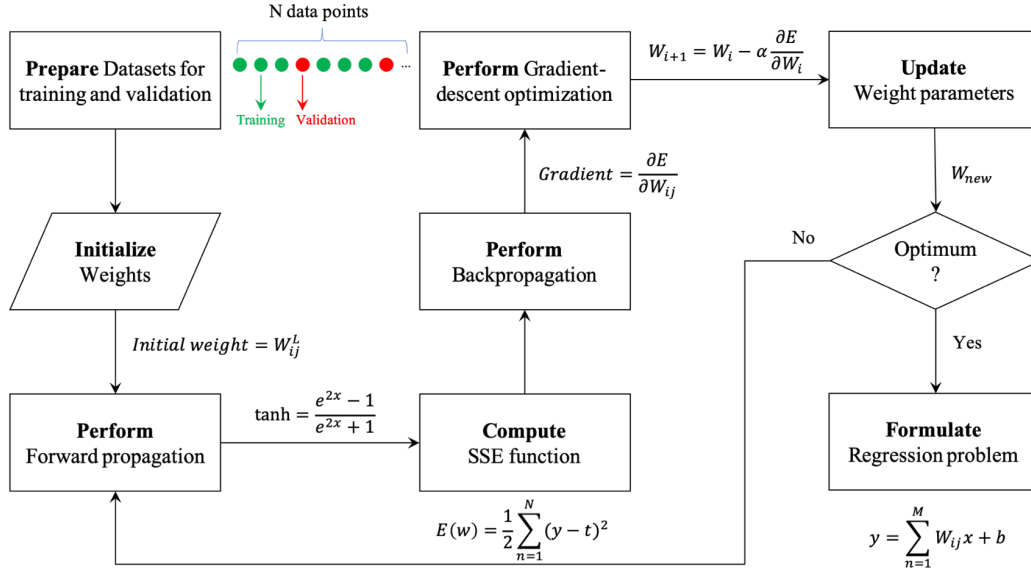 N data points
Prepare Datasets for
training and validation
...
Training
Validation
Perform Gradient-
descent optimization
W_{i+1} = W_i − α ∂E/∂W_i
Update
Weight parameters
Gradient = ∂E/∂W_{ij}
W_{new}
Initialize
Weights
Perform
Backpropagation
No
Optimum
?
Initial weight = W_{ij}^L
Yes
Perform
Forward propagation
tanh = (e^{2x} − 1)/(e^{2x} + 1)
Compute
SSE function
Formulate
Regression problem
E(w) = 1/2 ∑_{n=1}^{N} (y − t)^2
y = ∑_{n=1}^{M} W_{ij}x + b